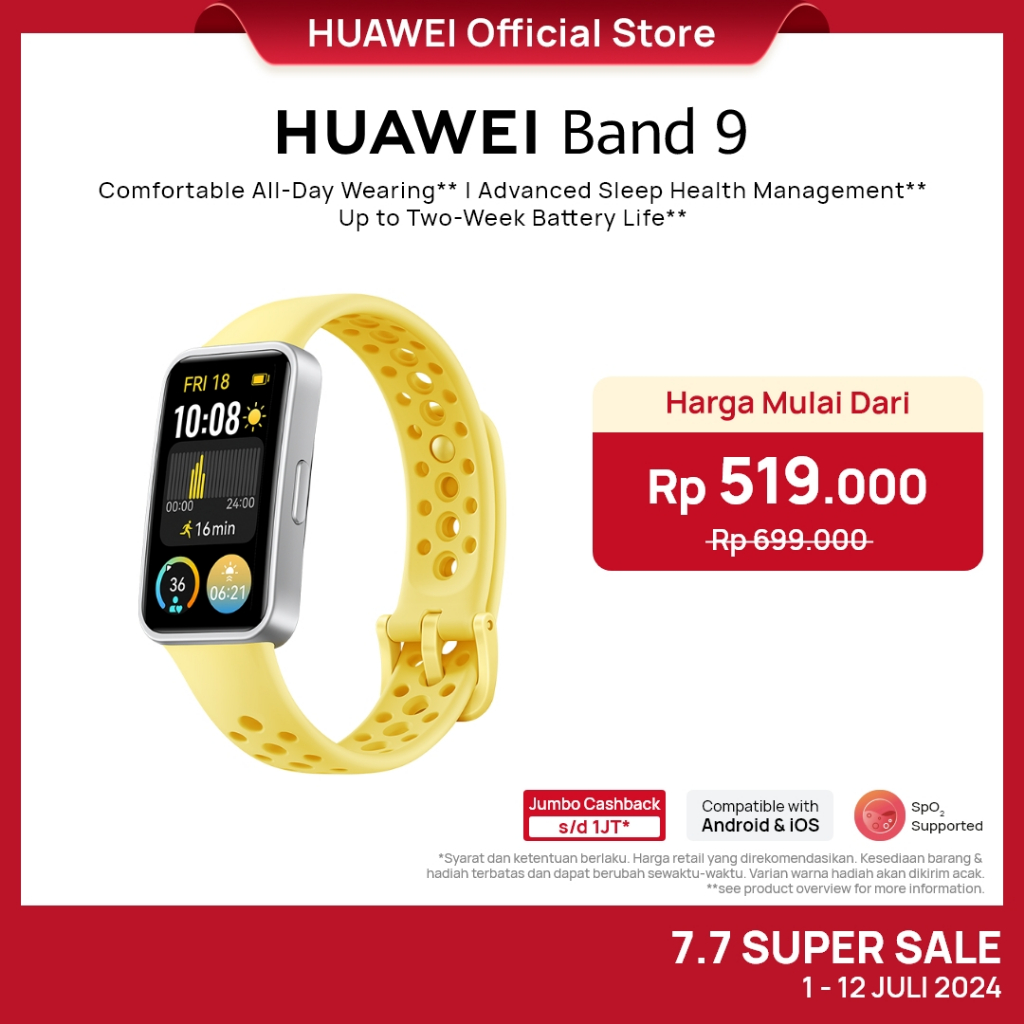 HUAWEI Official Store
HUAWEI Band 9
Comfortable All-Day Wearing** | Advanced Sleep Health Management**
Up to Two-Week Battery Life**
FRI 18
10:08
00:00 24:00
16min
36
06:21
Harga Mulai Dari
Rp 519.000
Rp 699.000
Jumbo Cashback
s/d 1JT*
Compatible with
Android & iOS
SpO₂
Supported
*Syarat dan ketentuan berlaku. Harga retail yang direkomendasikan. Kesediaan barang &
hadiah terbatas dan dapat berubah sewaktu-waktu. Varian warna hadiah akan dikirim acak.
**see product overview for more information.
7.7 SUPER SALE
1 - 12 JULI 2024